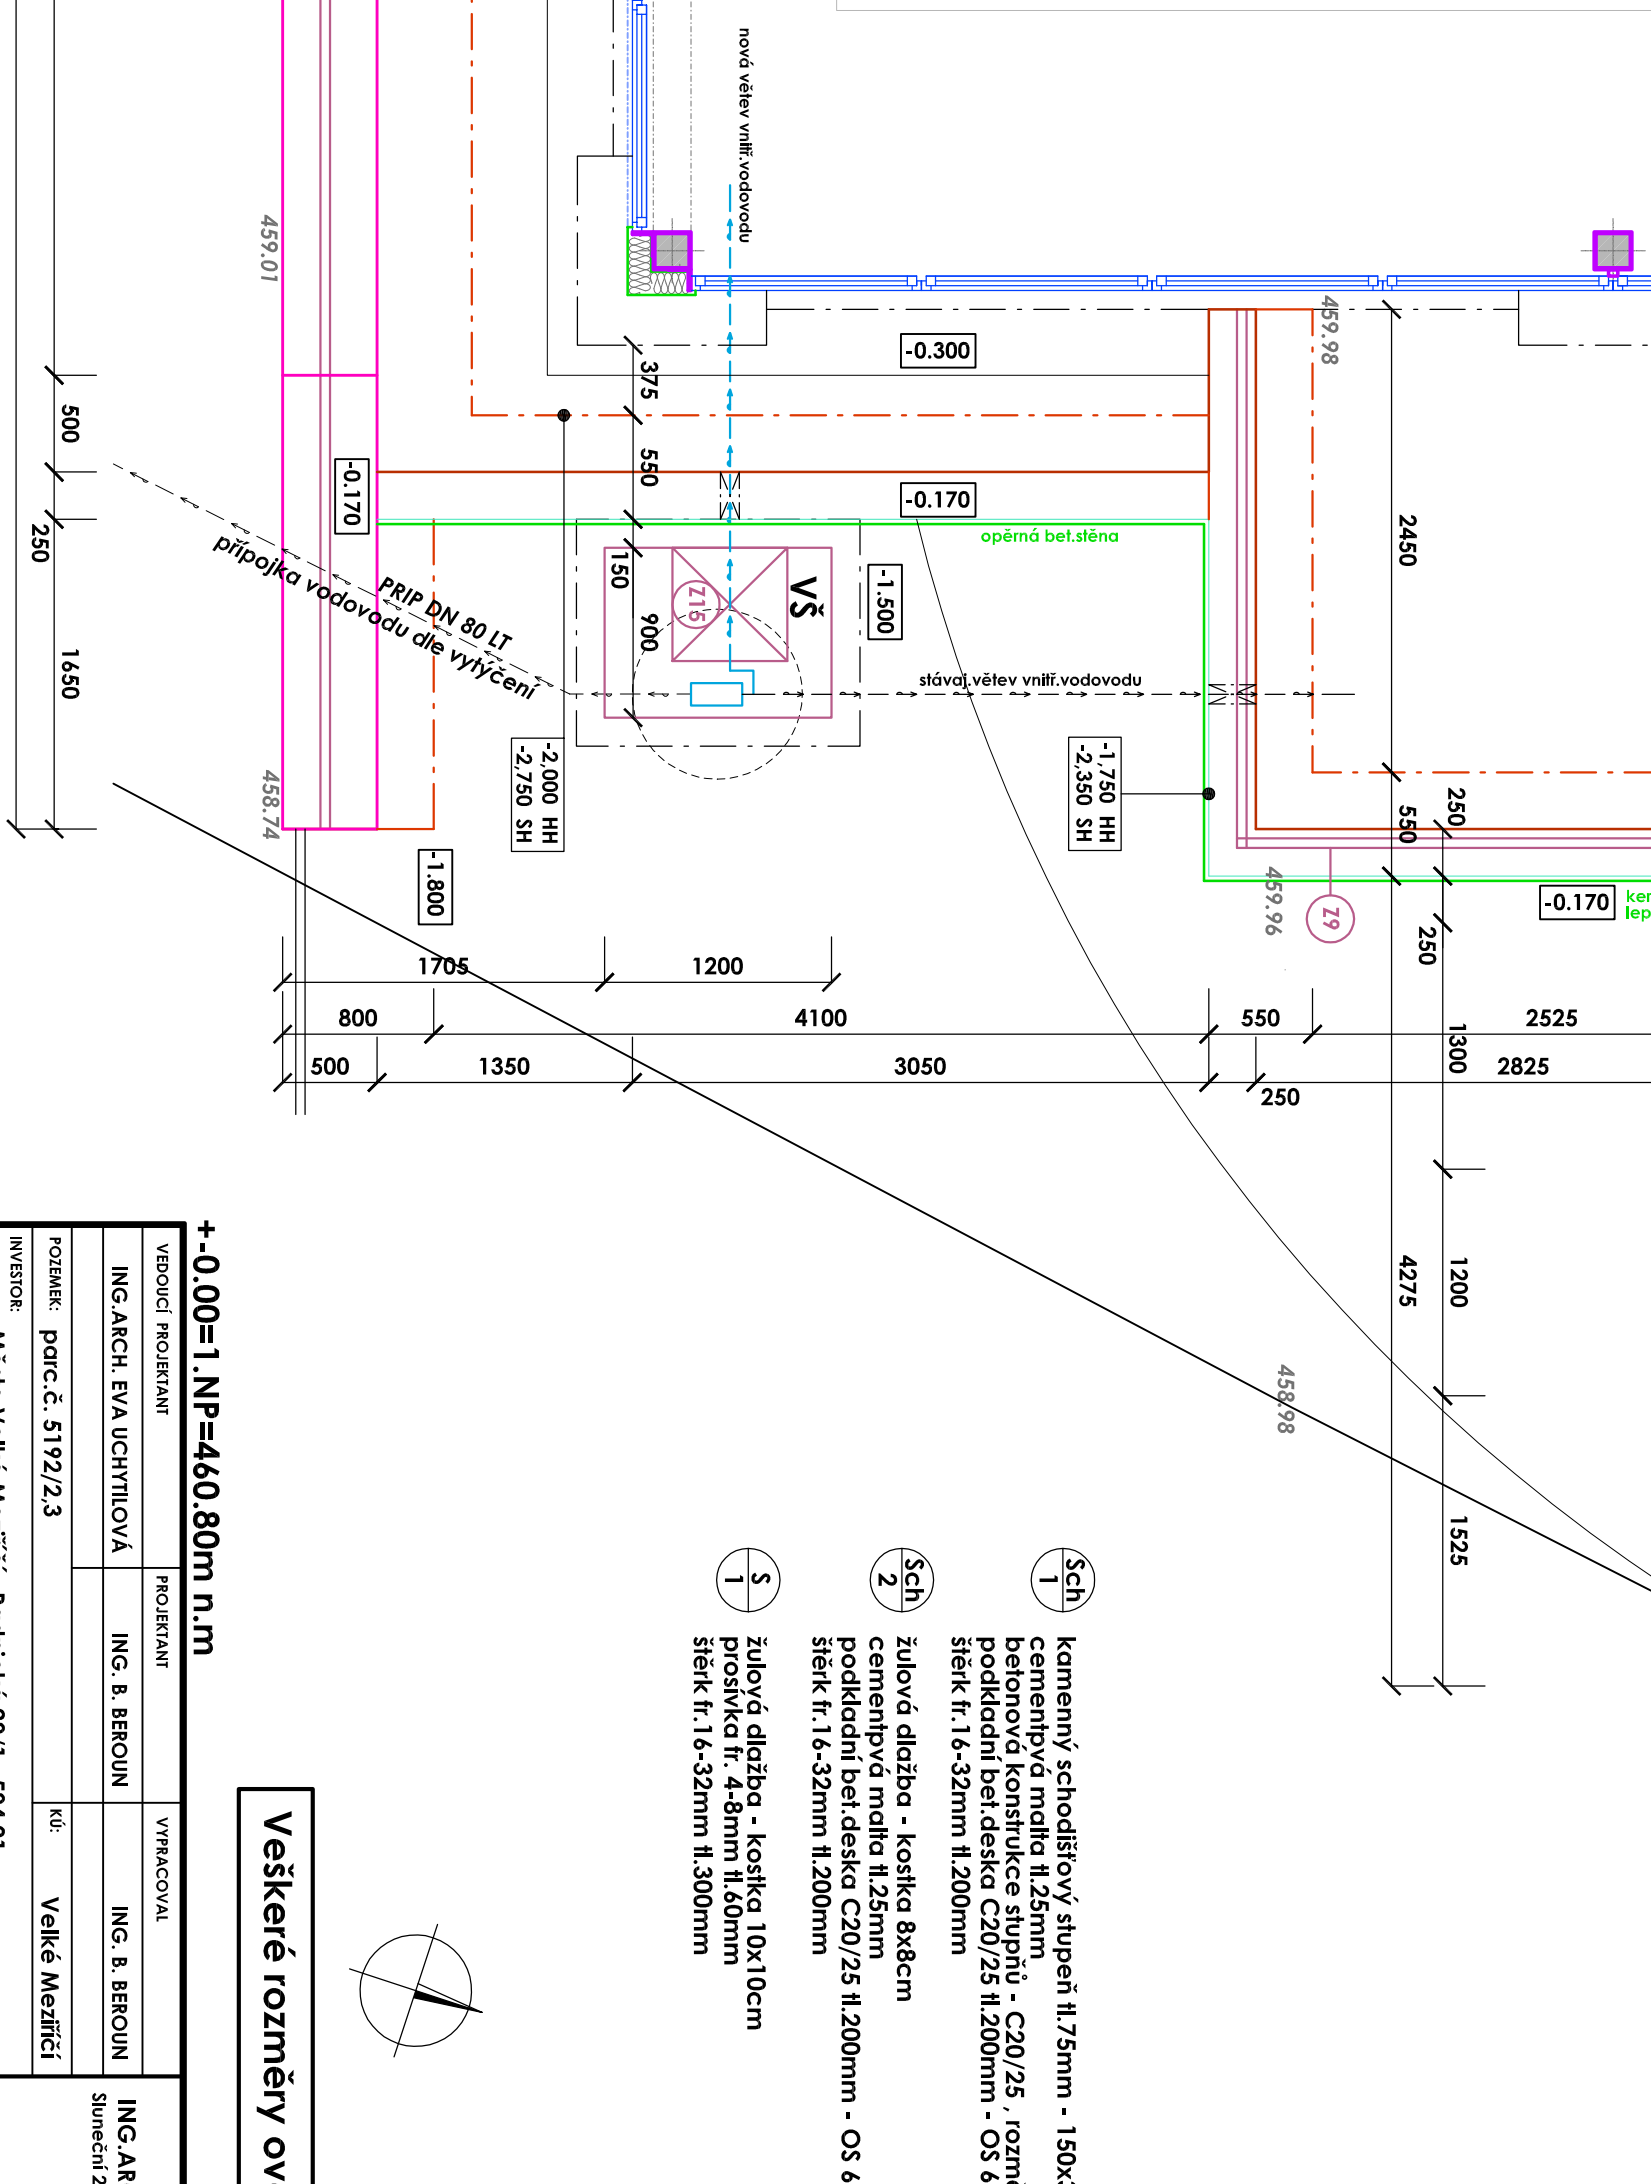 nová větev vnitř.vodovodu
459.01
459.98
-0.300
375
550
500
-0.170
-0.170
opěrná bet.stěna
2450
250
150
900
Z15
VŠ
-1.500
PRIP DN 80 LT
přípojka vodovodu dle vytýčení
stávaj.větev vnitř.vodovodu
1650
458.74
-2,000 HH
-2,750 SH
-1,750 HH
-2,350 SH
250
550
-1.800
459.96
Z9
-0.170
250
1705
1200
800
4100
550
2525
500
1350
3050
250
2825
1300
1200
4275
458.98
1525
Sch
1
kamenný schodišťový stupeň tl.75mm - 
cementpvá malta tl.25mm
betonová konstrukce stupňů - C20/25 , 
podkladní bet.deska C20/25 tl.200mm - OS 
štěrk fr.16-32mm tl.200mm
Sch
2
žulová dlažba - kostka 8x8cm
cementpvá malta tl.25mm
podkladní bet.deska C20/25 tl.200mm - OS 
štěrk fr.16-32mm tl.200mm
S
1
žulová dlažba - kostka 10x10cm
prosívka fr. 4-8mm tl.60mm
štěrk fr.16-32mm tl.300mm
Veškeré rozměry
+-0.00=1.NP=460.80m n.m
VEDOUCÍ PROJEKTANT
PROJEKTANT
VYPRACOVAL
ING.ARCH. EVA UCHYTILOVÁ
ING. B. BEROUN
ING. B. BEROUN
POZEMEK: parc.č. 5192/2,3
KÚ: Velké Meziříčí
INVESTOR:
Sluneční